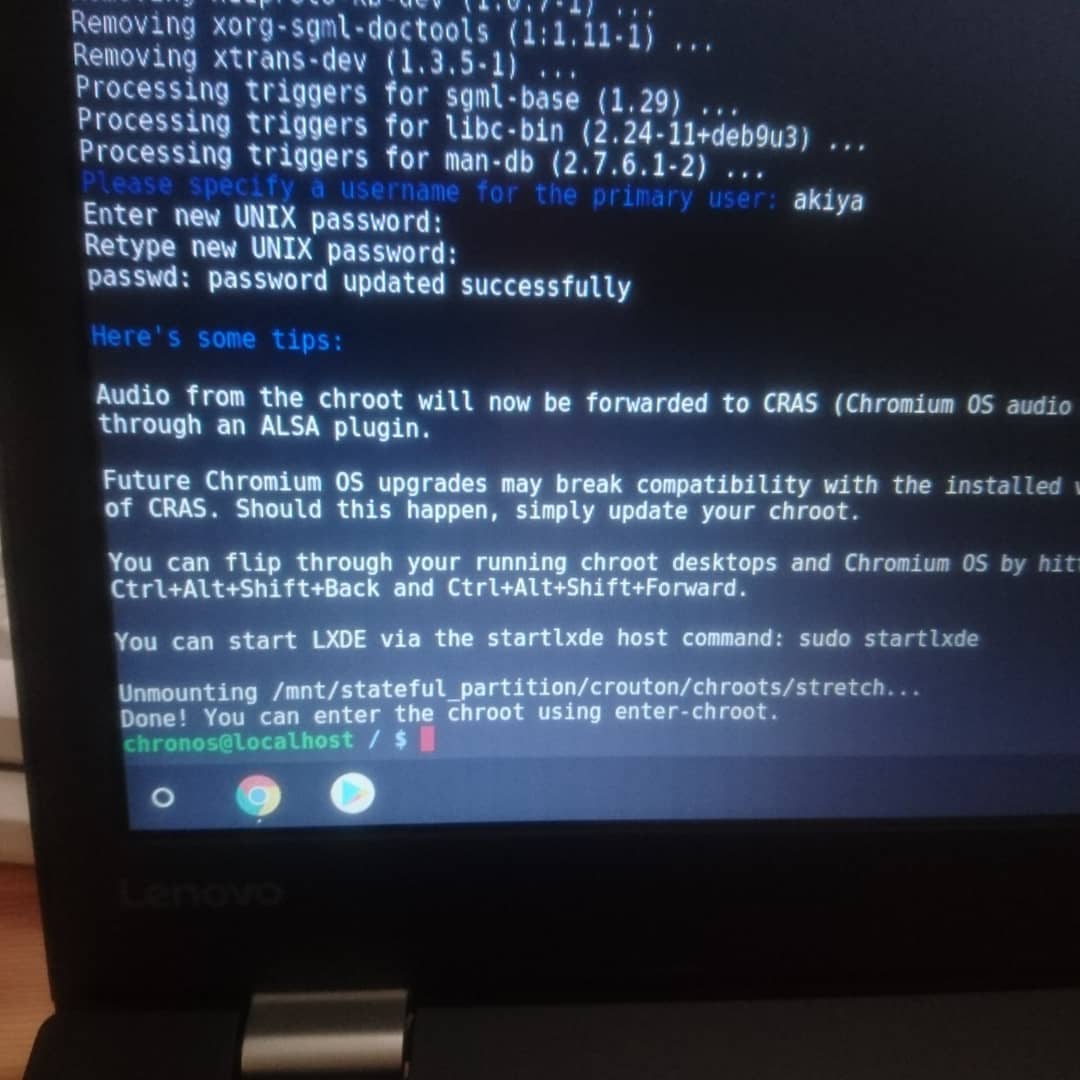 Removing xorg-sgml-doctools (1:1.11-1) ...
Removing xtrans-dev (1.3.5-1) ...
Processing triggers for sgml-base (1.29) ...
Processing triggers for libc-bin (2.24-11+deb9u3) ...
Processing triggers for man-db (2.7.6.1-2) ...
Please specify a username for the primary user: akiya
Enter new UNIX password:
Retype new UNIX password:
passwd: password updated successfully
Here's some tips:
Audio from the chroot will now be forwarded to CRAS (Chromium OS audio
through an ALSA plugin.
Future Chromium OS upgrades may break compatibility with the installed
of CRAS. Should this happen, simply update your chroot.
You can flip through your running chroot desktops and Chromium OS by
Ctrl+Alt+Shift+Back and Ctrl+Alt+Shift+Forward.
You can start LXDE via the startlxde host command: sudo startlxde
Unmounting /mnt/stateful_partition/crouton/chroots/stretch...
Done! You can enter the chroot using enter-chroot.
chronos@localhost / $
Lenovo